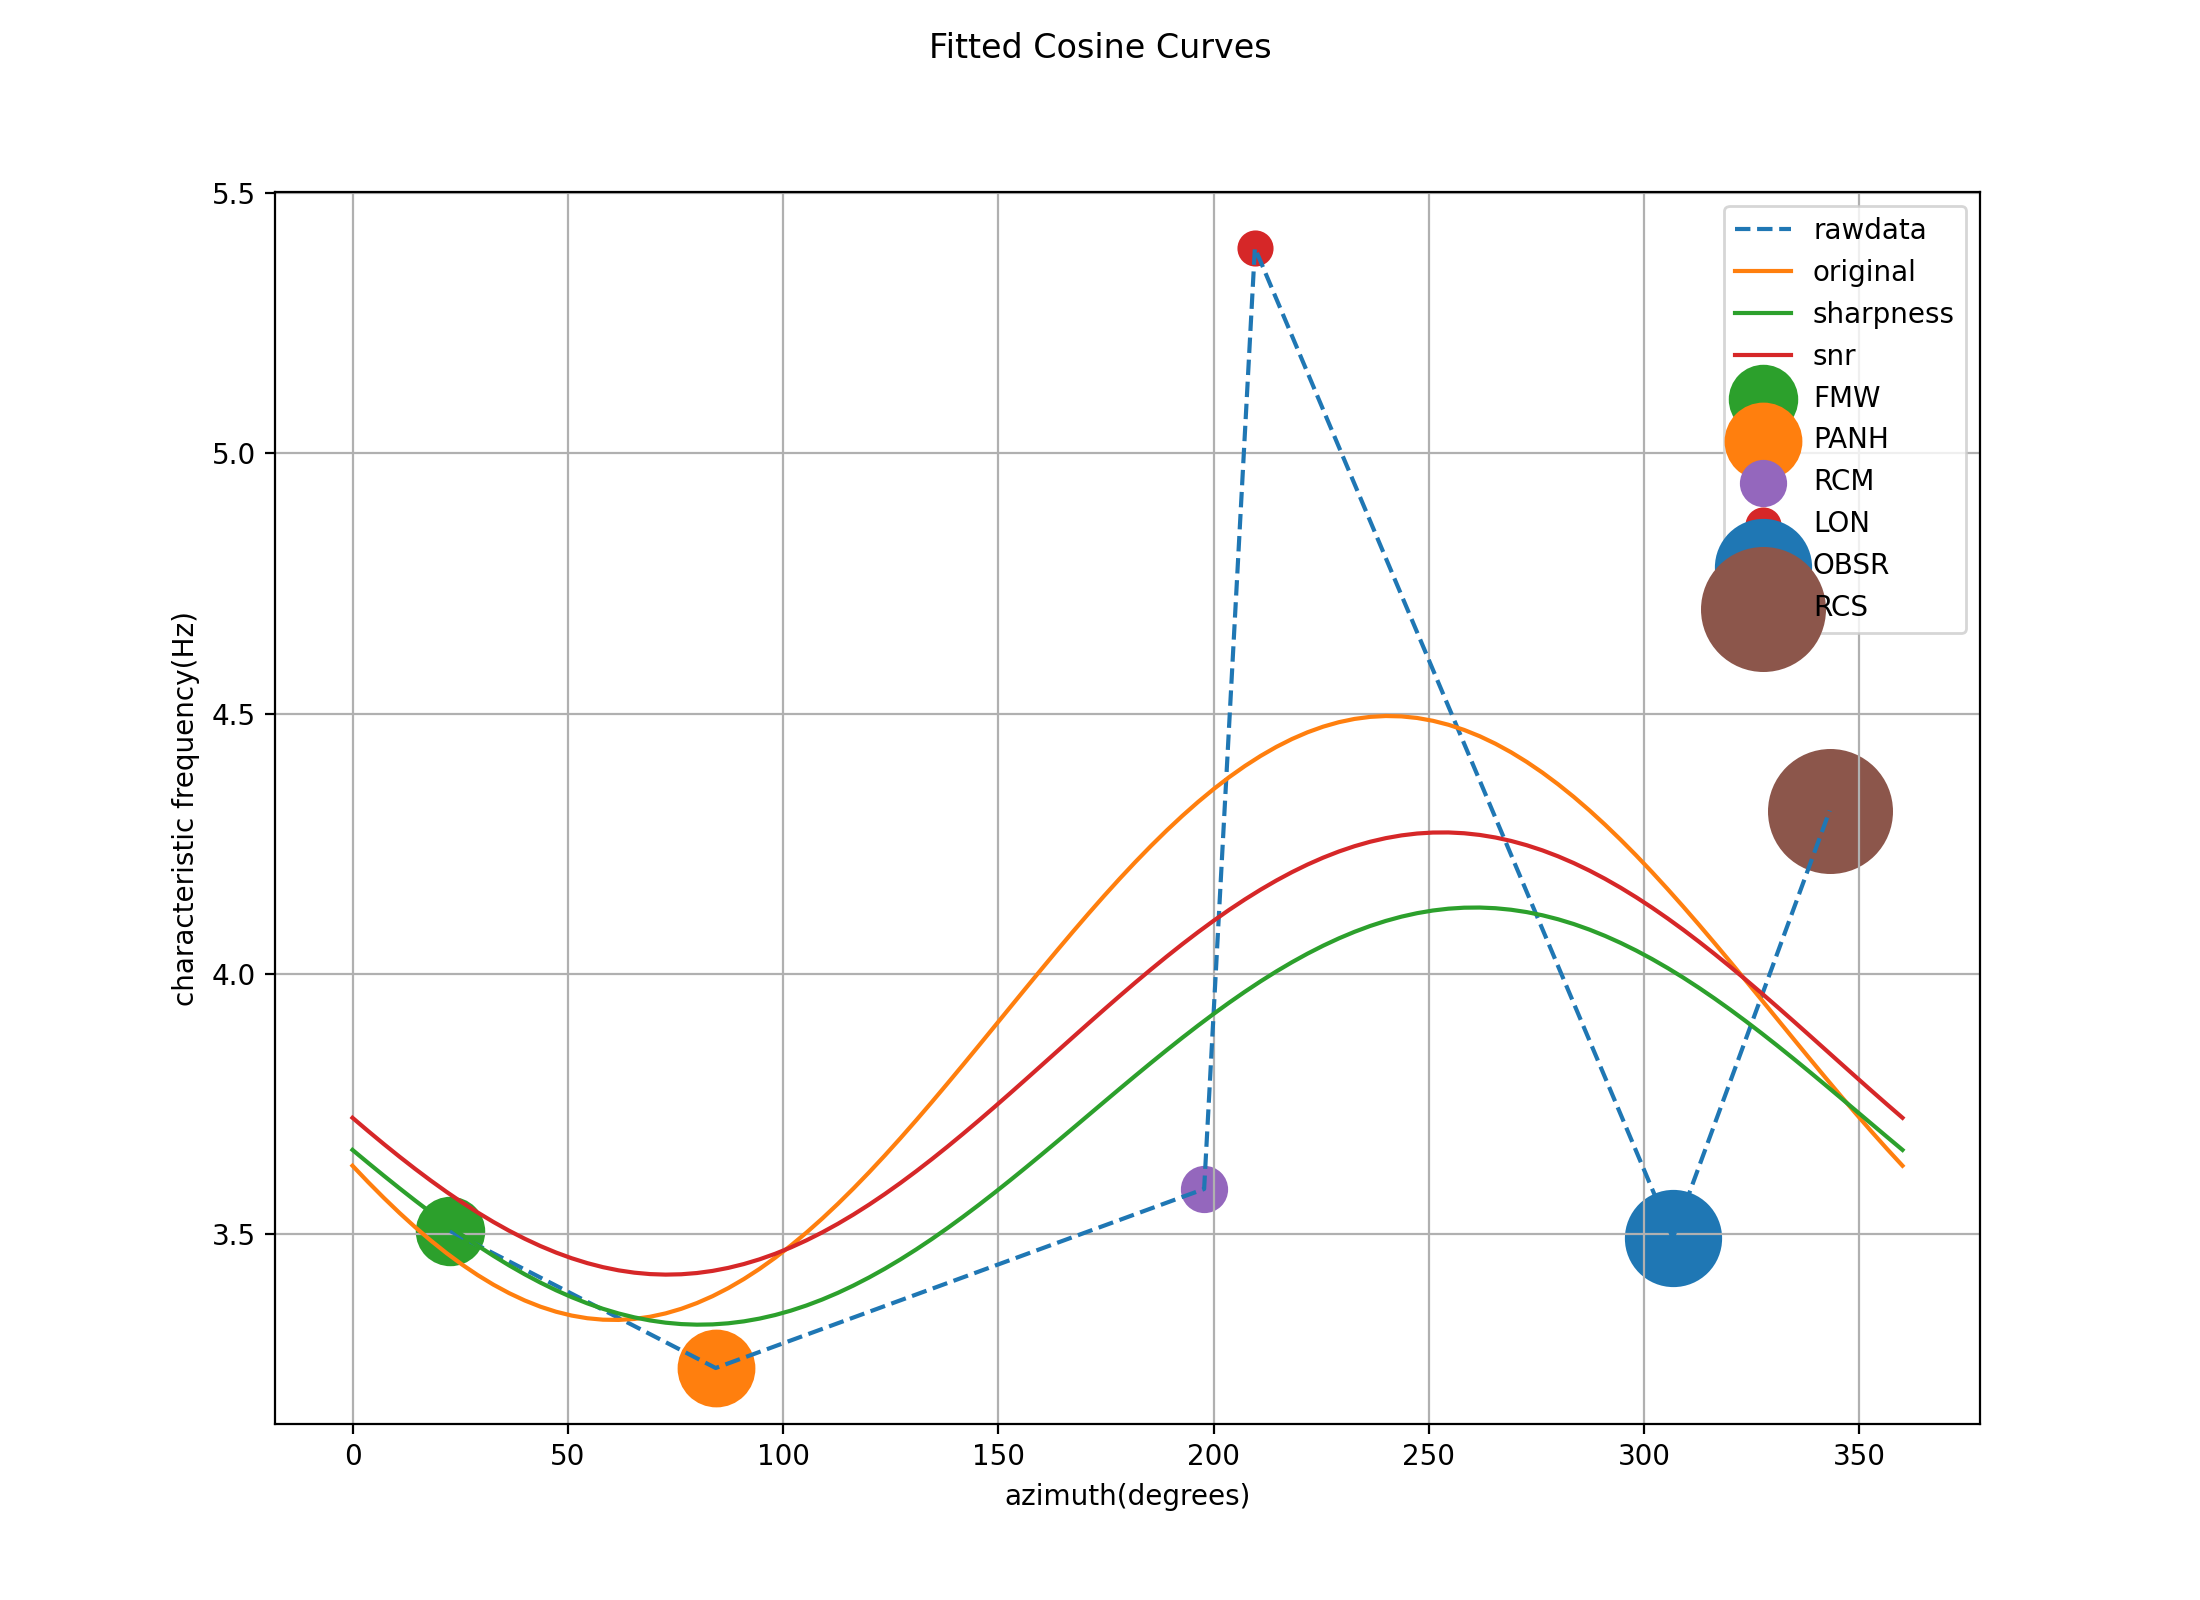 Fitted Cosine Curves
5.5
5.0
4.5
4.0
3.5
characteristic frequency(Hz)
rawdata
original
sharpness
snr
FMW
PANH
RCM
LON
OBSR
RCS
0 50 100 150 200 250 300 350
azimuth(degrees)